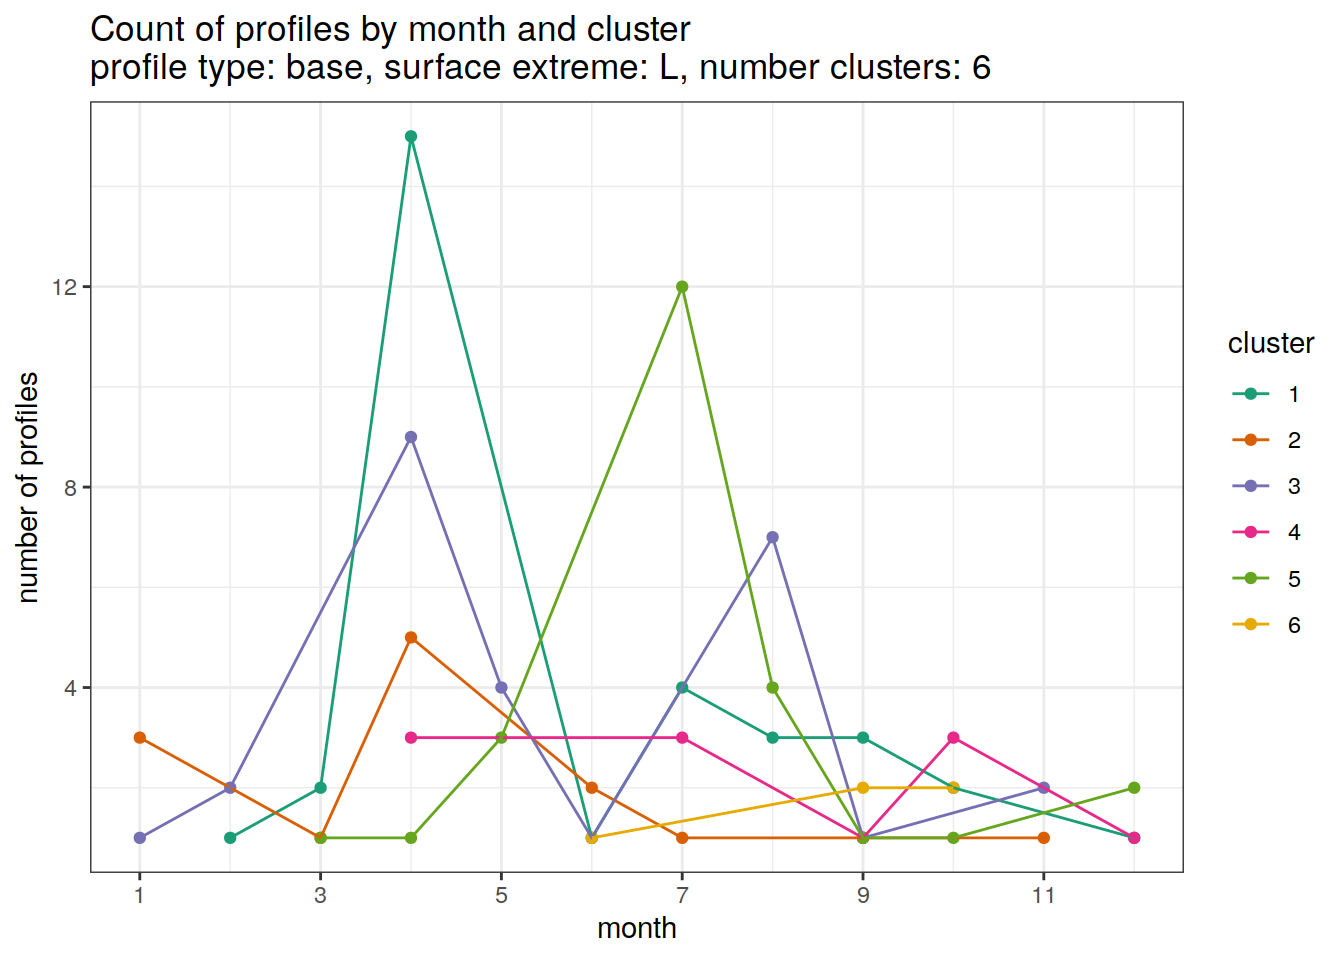 Count of profiles by month and cluster
profile type: base, surface extreme: L, number clusters: 6
12
8
4
number of profiles
1 3 5 7 9 11
month
cluster
1
2
3
4
5
6